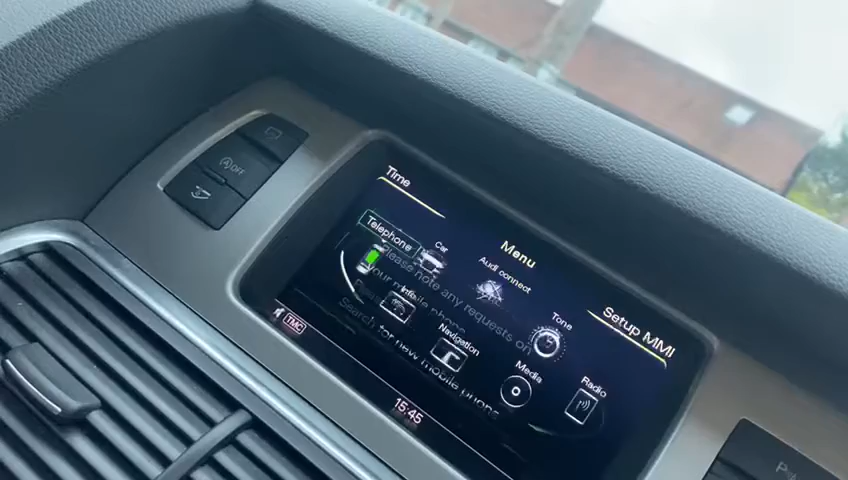 OFF
Time
Menu
Setup MMI
Telephone
Car
Audi connect
Tone
Info
Navigation
Media
Radio
Please note any requests on
your mobile phone.
Search for new mobile phone
TMC
15:45